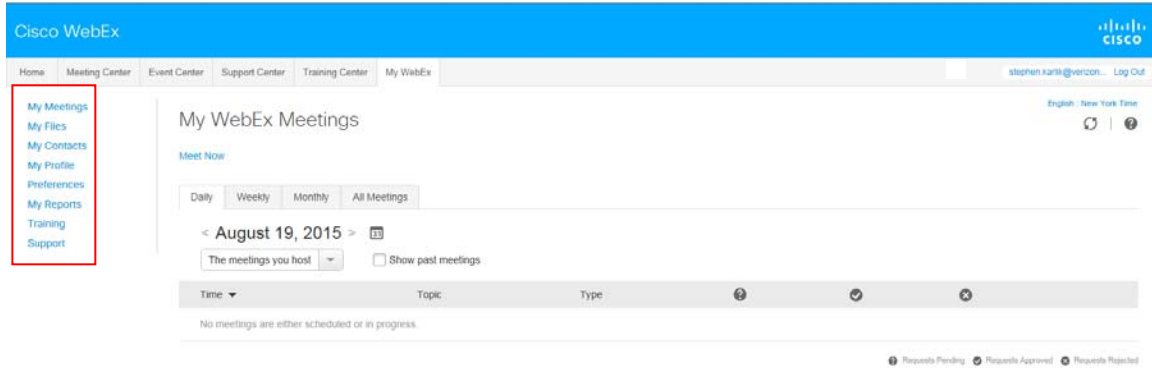 Cisco WebEx
CISCO
Home Meeting Center Event Center Support Center Training Center My WebEx
stephen.karlik@verizon... Log Out
English : New York Time
My Meetings
My Files
My Contacts
My Profile
Preferences
My Reports
Training
Support
My WebEx Meetings
Meet Now
Daily Weekly Monthly All Meetings
< August 19, 2015 > 31
The meetings you host Show past meetings
Time Topic Type
No meetings are either scheduled or in progress.
Requests Pending Requests Approved Requests Rejected